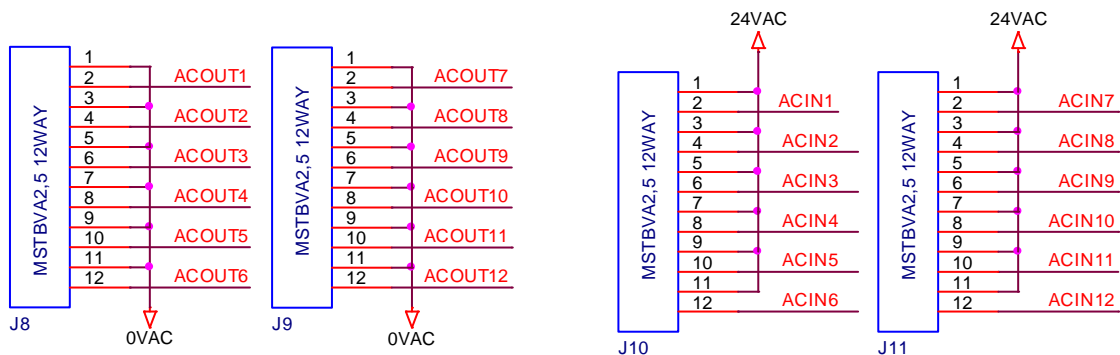 24VAC
24VAC
MSTBVA2,5 12WAY
1
2
3
4
5
6
7
8
9
10
11
12
ACOUT1
ACOUT2
ACOUT3
ACOUT4
ACOUT5
ACOUT6
J8
0VAC
MSTBVA2,5 12WAY
1
2
3
4
5
6
7
8
9
10
11
12
ACOUT7
ACOUT8
ACOUT9
ACOUT10
ACOUT11
ACOUT12
J9
0VAC
MSTBVA2,5 12WAY
1
2
3
4
5
6
7
8
9
10
11
12
ACIN1
ACIN2
ACIN3
ACIN4
ACIN5
ACIN6
J10
MSTBVA2,5 12WAY
1
2
3
4
5
6
7
8
9
10
11
12
ACIN7
ACIN8
ACIN9
ACIN10
ACIN11
ACIN12
J11